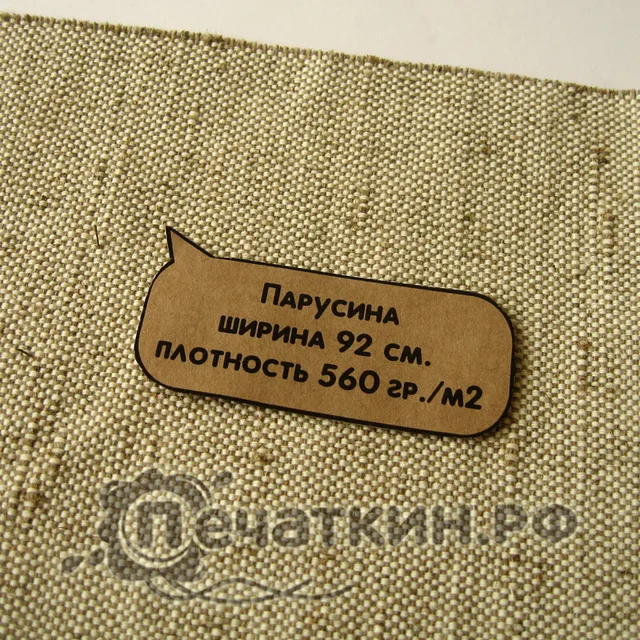 Парусина
ширина 92 см.
плотность 560 гр./м2
Печаткин.рф